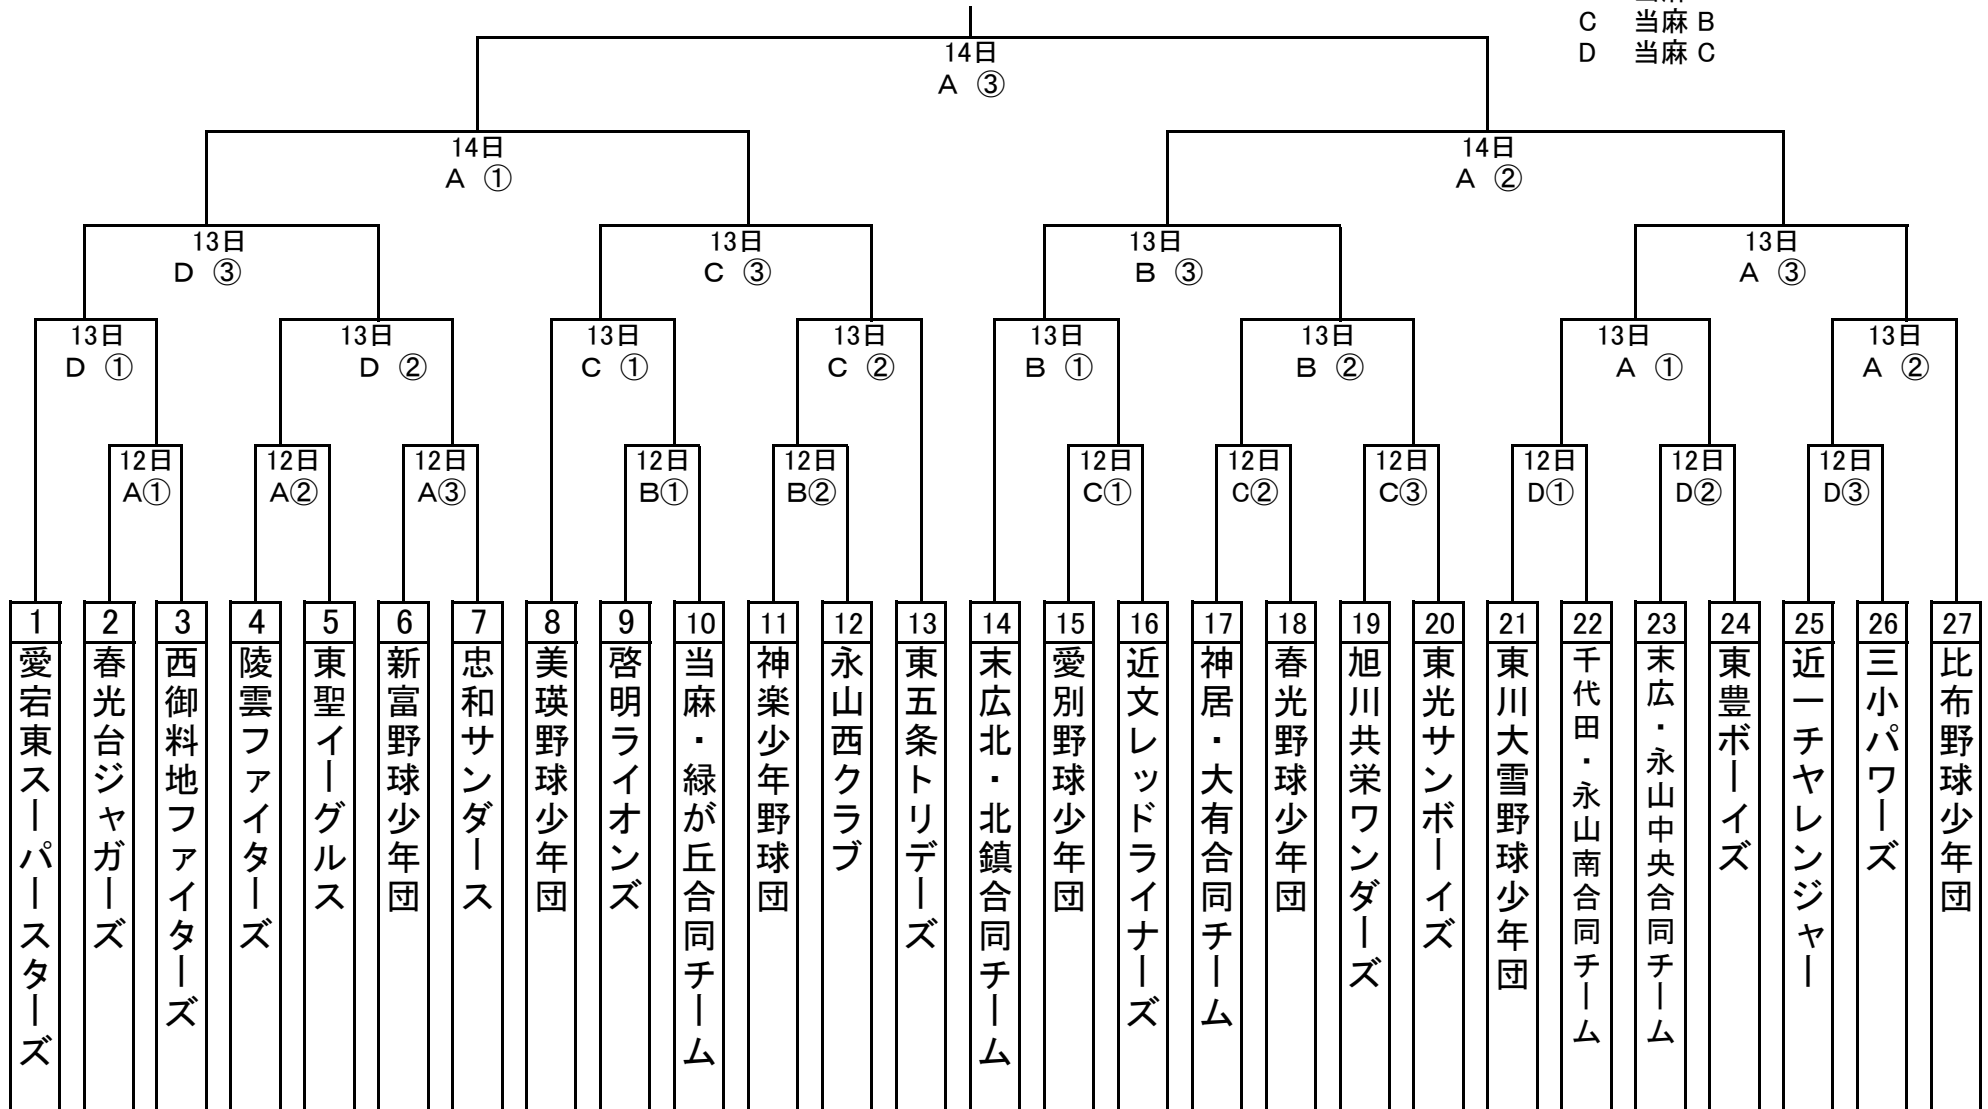 C 当麻 B
D 当麻 C
14日
A ③
14日
A ①
14日
A ②
13日
D ③
13日
C ③
13日
B ③
13日
A ③
13日
D ①
13日
D ②
13日
C ①
13日
C ②
13日
B ①
13日
B ②
13日
A ①
13日
A ②
12日
A①
12日
A②
12日
A③
12日
B①
12日
B②
12日
C①
12日
C②
12日
C③
12日
D①
12日
D②
12日
D③
1
愛宕東スーパースターズ
2
春光台ジャガーズ
3
西御料地ファイターズ
4
陵雲ファイターズ
5
東聖イーグルス
6
新富野球少年団
7
忠和サンダース
8
美瑛野球少年団
9
啓明ライオンズ
10
当麻・緑が丘合同チーム
11
神楽少年野球団
12
永山西クラブ
13
東五条トリデーズ
14
末広北・北鎮合同チーム
15
愛別野球少年団
16
近文レッドライナーズ
17
神居・大有合同チーム
18
春光野球少年団
19
旭川共栄ワンダーズ
20
東光サンボーイズ
21
東川大雪野球少年団
22
千代田・永山南合同チーム
23
末広・永山中央合同チーム
24
東豊ボーイズ
25
近一チヤレンジャー
26
三小パワーズ
27
比布野球少年団